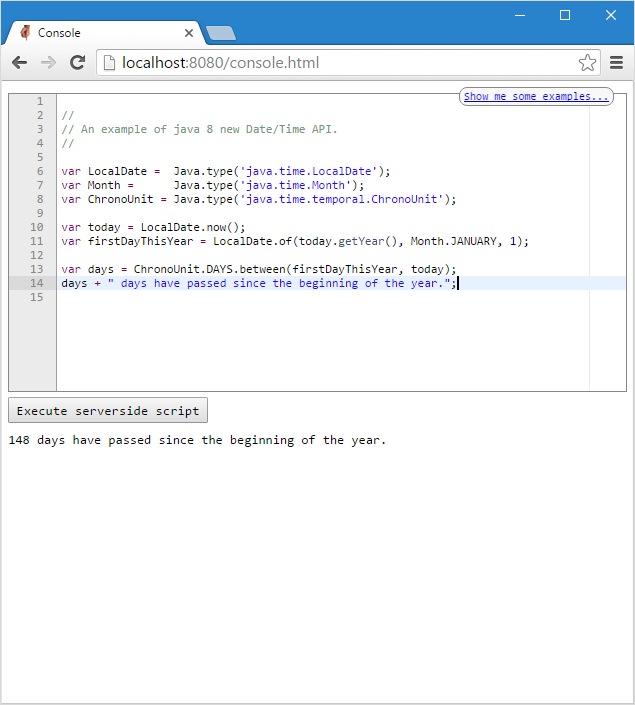 Console
localhost:8080/console.html
Show me some examples...
1
2 //
3 // An example of java 8 new Date/Time API.
4 //
5
6 var LocalDate =  Java.type('java.time.LocalDate');
7 var Month =      Java.type('java.time.Month');
8 var ChronoUnit = Java.type('java.time.temporal.ChronoUnit');
9
10 var today = LocalDate.now();
11 var firstDayThisYear = LocalDate.of(today.getYear(), Month.JANUARY, 1);
12
13 var days = ChronoUnit.DAYS.between(firstDayThisYear, today);
14 days + " days have passed since the beginning of the year.";
15
Execute serverside script
148 days have passed since the beginning of the year.